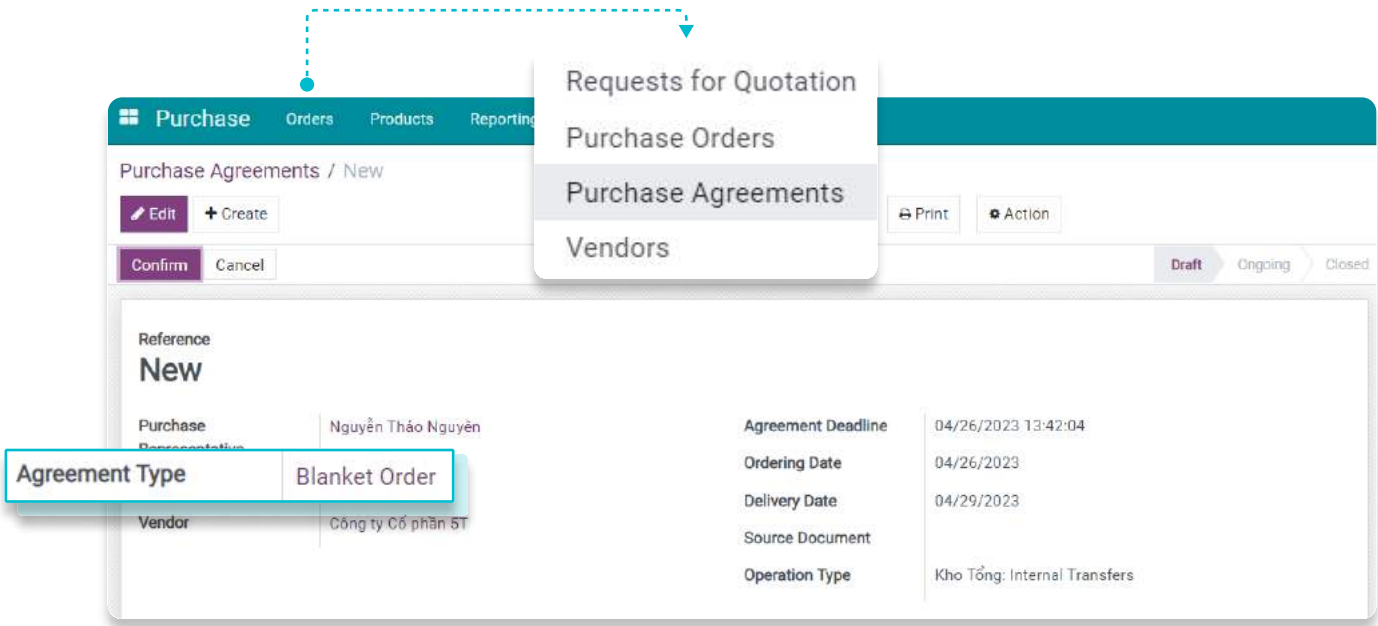 Requests for Quotation
Purchase Orders
Purchase Agreements
Vendors
Purchase Orders Products Reporting
Purchase Agreements / New
Edit + Create
Print Action
Confirm Cancel
Draft Ongoing Closed
Reference
New
Purchase
Representative
Nguyễn Thảo Nguyên
Agreement Type Blanket Order
Vendor Công ty Cổ phần 5T
Agreement Deadline 04/26/2023 13:42:04
Ordering Date 04/26/2023
Delivery Date 04/29/2023
Source Document
Operation Type Kho Tổng: Internal Transfers